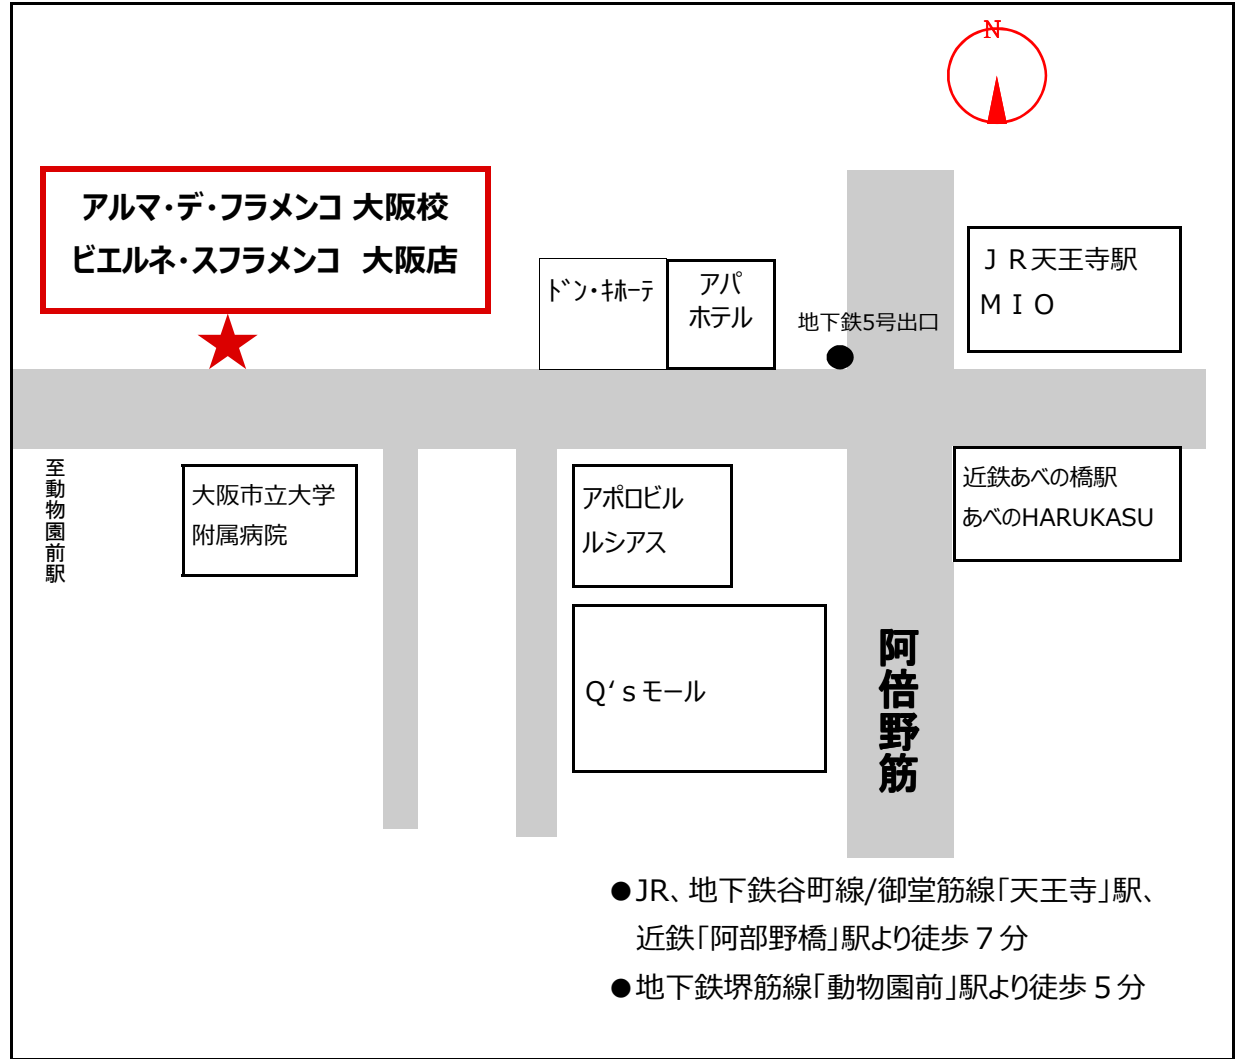 N
アルマ・デ・フラメンコ 大阪校
ビエルネ・スフラメンコ 大阪店
ﾄﾞﾝ・ｷﾎｰﾃ
アパ
ホテル
地下鉄5号出口
ＪＲ天王寺駅
ＭＩＯ
至動物園前駅
大阪市立大学
附属病院
アポロビル
ルシアス
近鉄あべの橋駅
あべのHARUKASU
Q‘ｓモール
阿倍野筋
●JR、地下鉄谷町線/御堂筋線「天王寺」駅、
近鉄「阿部野橋」駅より徒歩７分
●地下鉄堺筋線「動物園前」駅より徒歩５分